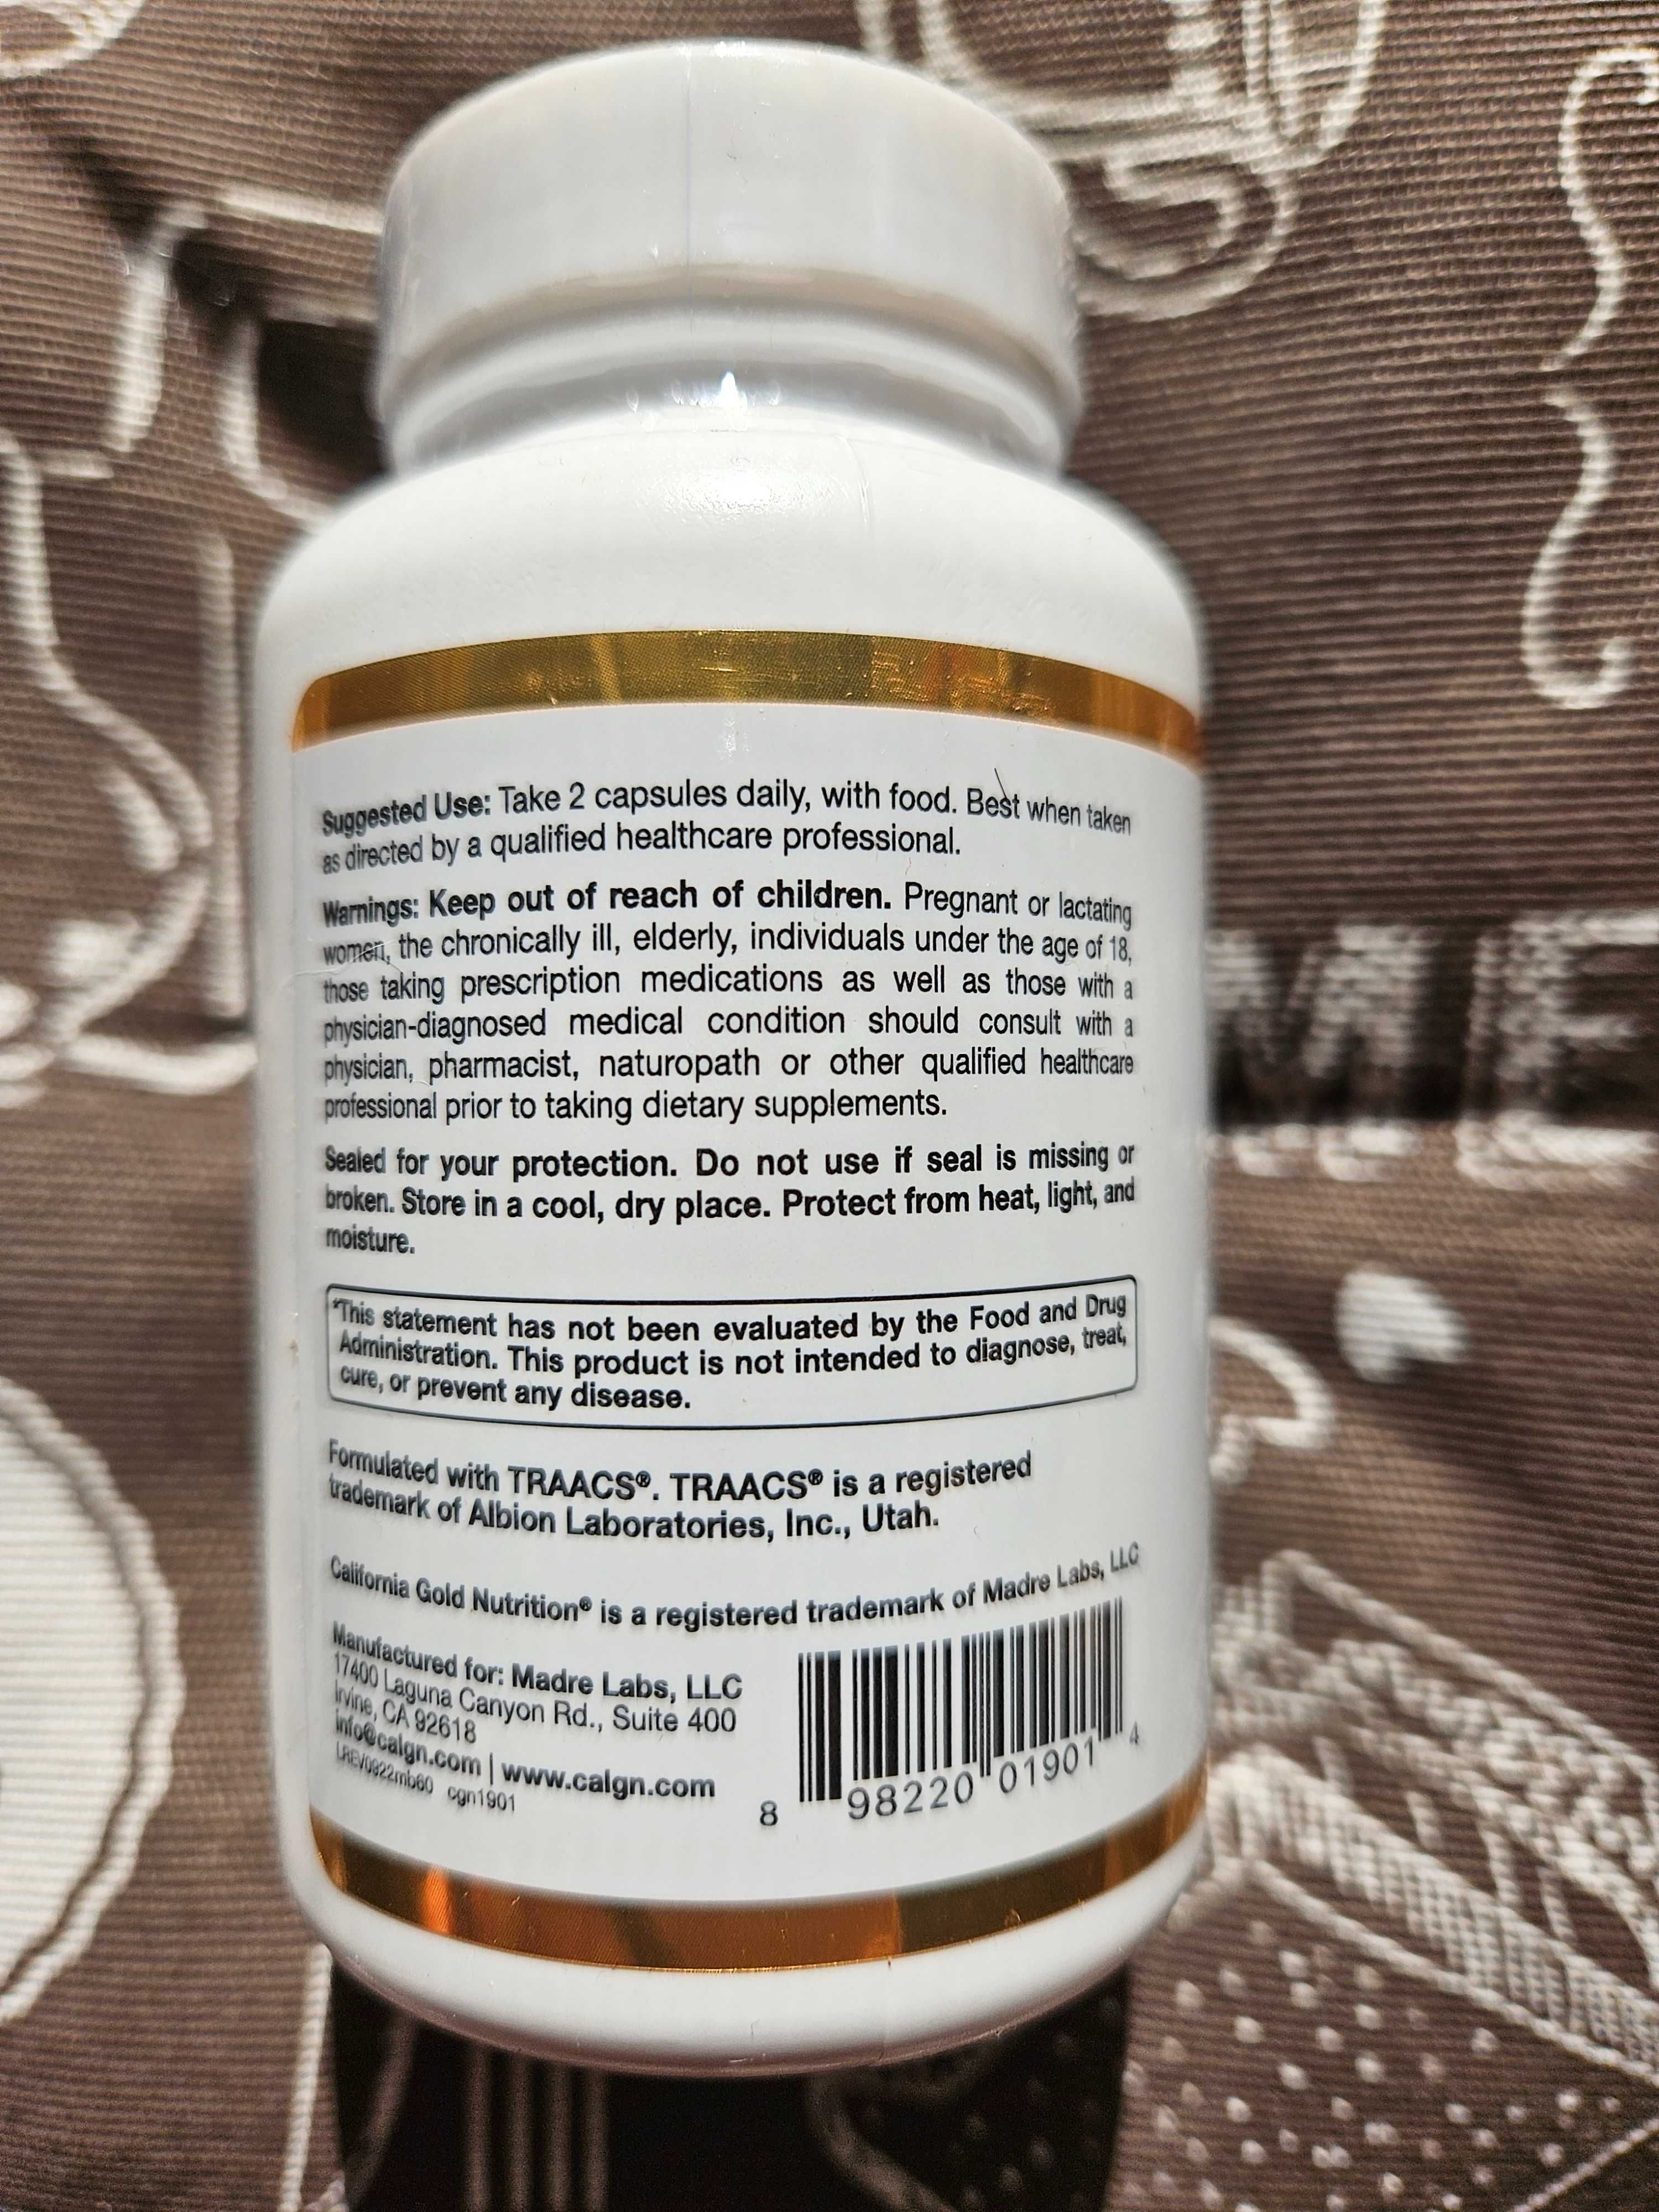 Suggested Use: Take 2 capsules daily, with food. Best when taken
as directed by a qualified healthcare professional.
Warnings: Keep out of reach of children. Pregnant or lactating
women, the chronically ill, elderly, individuals under the age of 18,
those taking prescription medications as well as those with a
physician-diagnosed medical condition should consult with a
physician, pharmacist, naturopath or other qualified healthcare
professional prior to taking dietary supplements.
Sealed for your protection. Do not use if seal is missing or
broken. Store in a cool, dry place. Protect from heat, light, and
moisture.
*This statement has not been evaluated by the Food and Drug
Administration. This product is not intended to diagnose, treat,
cure, or prevent any disease.
Formulated with TRAACS®. TRAACS® is a registered
trademark of Albion Laboratories, Inc., Utah.
California Gold Nutrition® is a registered trademark of Madre Labs, LLC
Manufactured for: Madre Labs, LLC
17400 Laguna Canyon Rd., Suite 400
Irvine, CA 92618
info@calgn.com | www.calgn.com
LREV0922mb60 cgn1901
8 98220 01901 4
ME